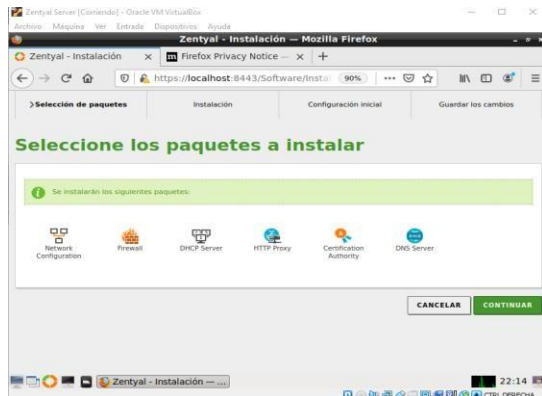 Zentyal Server [Corriendo] - Oracle VM VirtualBox
Archivo Máquina Ver Entrada Dispositivos Ayuda
Zentyal - Instalación — Mozilla Firefox
Zentyal - Instalación
Firefox Privacy Notice —
https://localhost:8443/Software/Insta
90%
Selección de paquetes
Instalación
Configuración inicial
Guardar los cambios
Seleccione los paquetes a instalar
Se instalarán los siguientes paquetes:
Network Configuration
Firewall
DHCP Server
HTTP Proxy
Certification Authority
DNS Server
CANCELAR
CONTINUAR
Zentyal - Instalación — ...
22:14
CTRL DERECHA